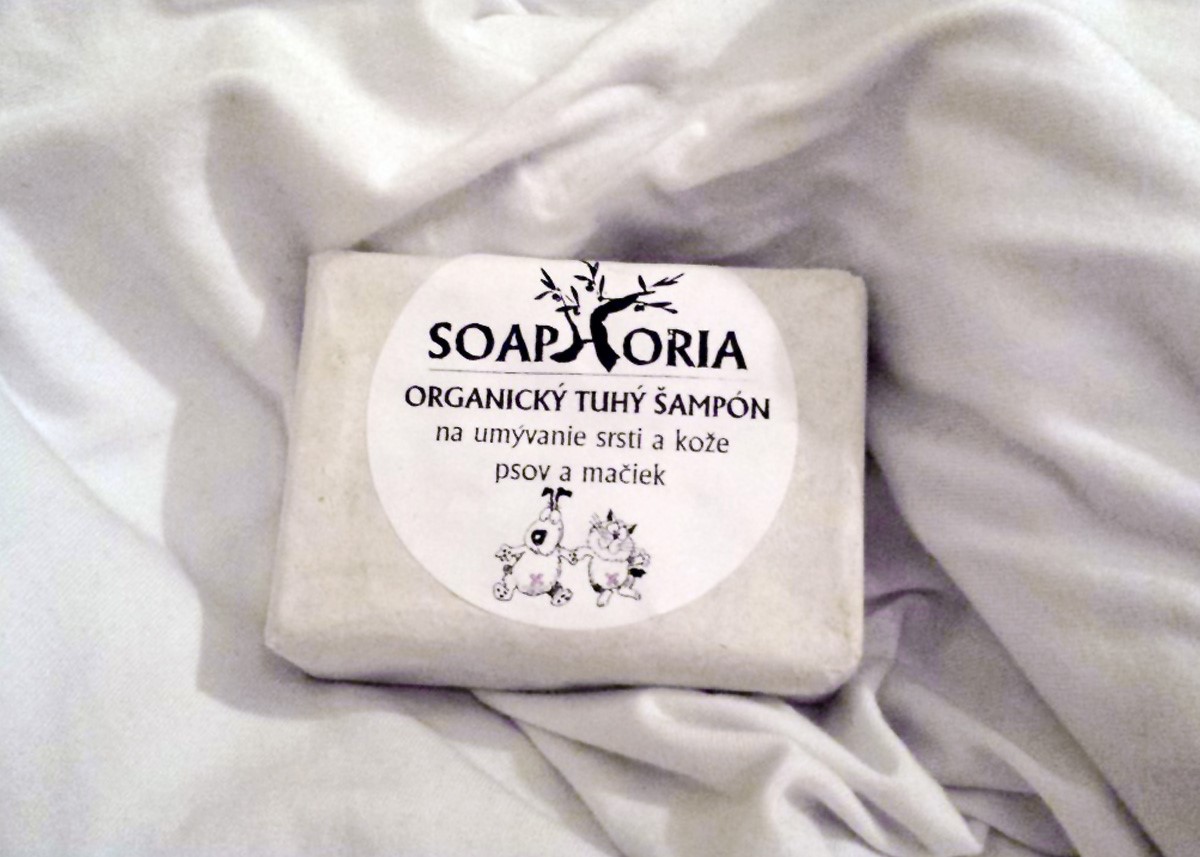 SOAPHORIA
ORGANICKÝ TUHÝ ŠAMPÓN
na umývanie srsti a kože
psov a mačiek